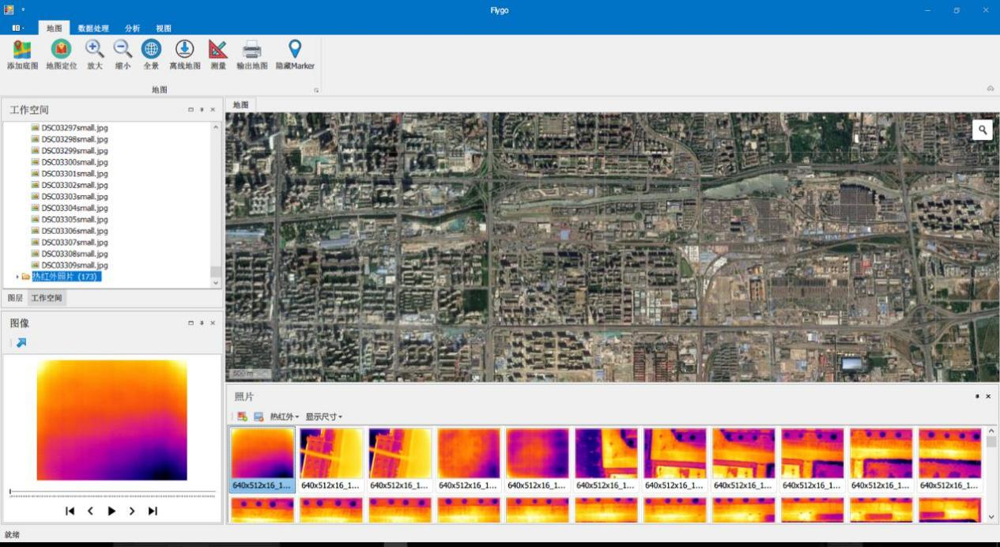 Flygo
地图 数据处理 分析 视图
添加底图 地图定位 放大 缩小 全景 离线地图 测量 输出地图 隐藏Marker
地图
工作空间
DSC03297small.jpg
DSC03298small.jpg
DSC03299small.jpg
DSC03300small.jpg
DSC03301small.jpg
DSC03302small.jpg
DSC03303small.jpg
DSC03304small.jpg
DSC03305small.jpg
DSC03306small.jpg
DSC03307small.jpg
DSC03308small.jpg
DSC03309small.jpg
热红外照片 (173)
图层 工作空间
地图
500 m
图像
照片
热红外 显示尺寸
640x512x16_1... 640x512x16_1... 640x512x16_1... 640x512x16_1... 640x512x16_1... 640x512x16_1... 640x512x16_1... 640x512x16_1... 640x512x16_1... 640x512x16_1... 640x512x16_1...
就绪